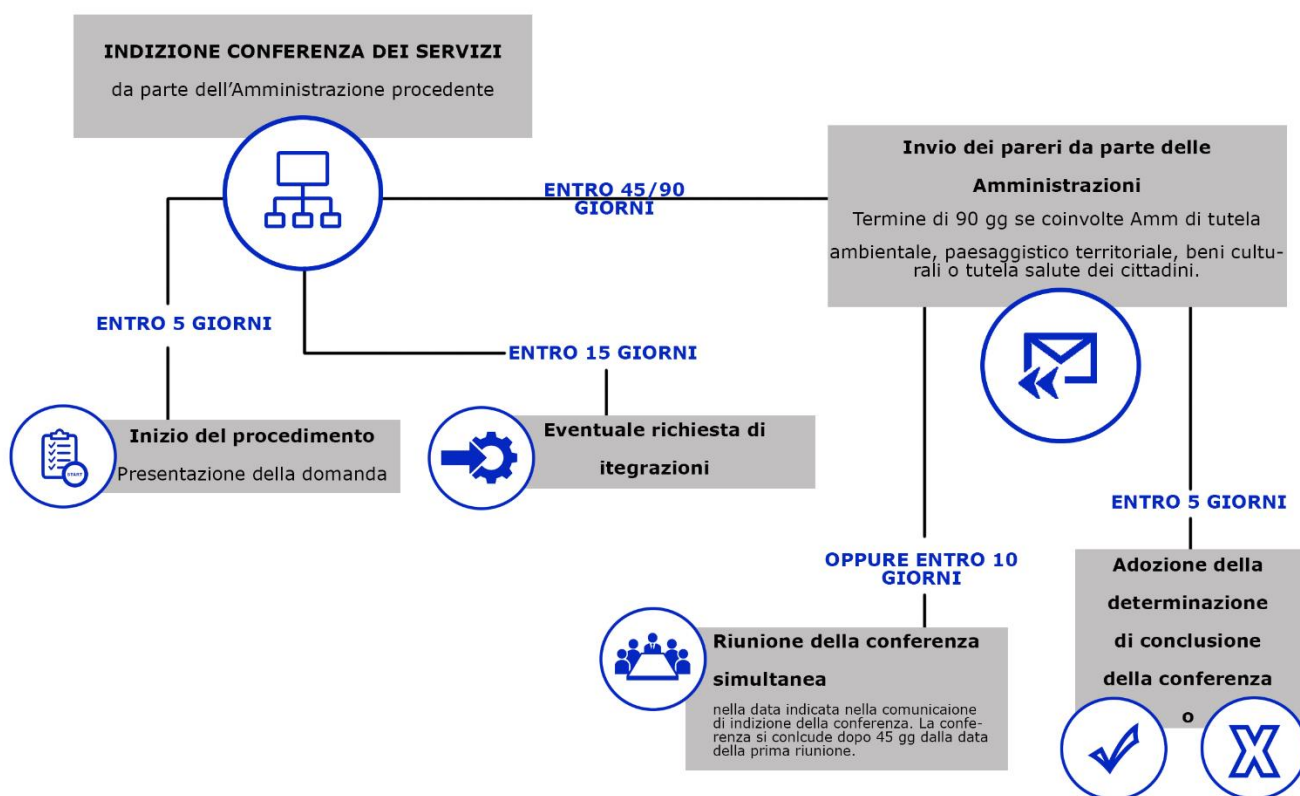 INDIZIONE CONFERENZA DEI SERVIZI
da parte dell'Amministrazione procedente
ENTRO 45/90
GIORNI
Invio dei pareri da parte delle
Amministrazioni
Termine di 90 gg se coinvolte Amm di tutela
ambientale, paesaggistico territoriale, beni cultu-
rali o tutela salute dei cittadini.
ENTRO 5 GIORNI
ENTRO 15 GIORNI
Inizio del procedimento
Presentazione della domanda
START
Eventuale richiesta di
itegrazioni
ENTRO 5 GIORNI
OPPURE ENTRO 10
GIORNI
Riunione della conferenza
simultanea
nella data indicata nella comunicaione
di indizione della conferenza. La confe-
renza si conlcude dopo 45 gg dalla data
della prima riunione.
Adozione della
determinazione
di conclusione
della conferenza
o
X